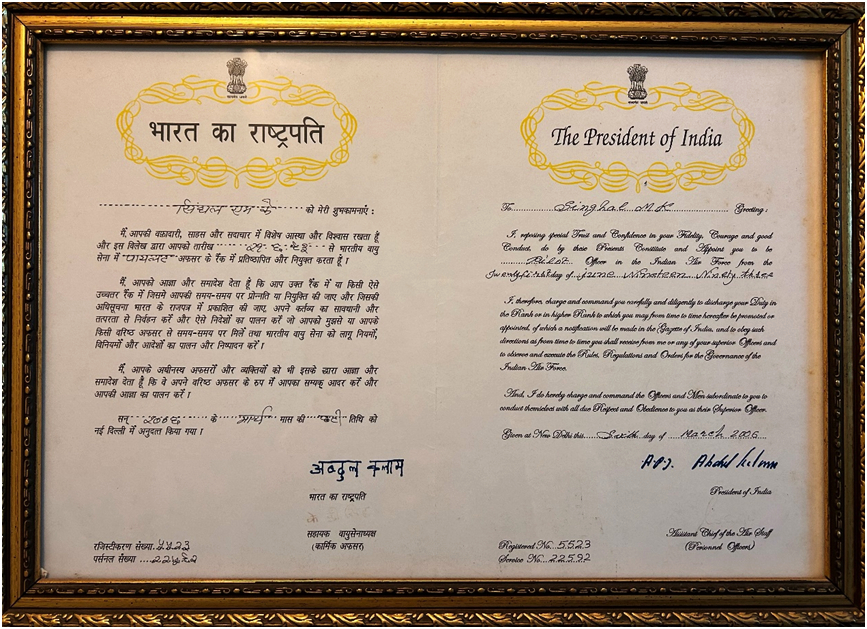 भारत का राष्ट्रपति
सिंघल एम के को मेरी शुभकामनाएं :
मैं, आपकी वफ़ादारी, साहस और सदाचार में विशेष आस्था और विश्वास रखता हूँ
और इस विलेख द्वारा आपको तारीख से भारतीय वायु
सेना में पायलट अफसर के रैंक में प्रतिष्ठापित और नियुक्त करता हूँ ।
मैं, आपको आज्ञा और समादेश देता हूँ कि आप उक्त रैंक में या किसी ऐसे
उच्चतर रैंक में जिसमें आपकी समय-समय पर प्रोन्नति या नियुक्ति की जाए और जिसकी
अधिसूचना भारत के राजपत्र में प्रकाशित की जाए, अपने कर्तव्य का सावधानी और
तत्परता से निर्वहन करें और ऐसे निदेशों का पालन करें जो आपको मुझसे या आपके
किसी वरिष्ठ अफसर से समय-समय पर मिलें तथा भारतीय वायु सेना को लागू नियमों,
विनियमों और आदेशों का पालन और निष्पादन करें ।
मैं, आपके अधीनस्थ अफसरों और व्यक्तियों को भी इसके द्वारा आज्ञा और
समादेश देता हूँ कि वे अपने वरिष्ठ अफसर के रूप में आपका सम्यक् आदर करें और
आपकी आज्ञा का पालन करें ।
सन् २००६ के मार्च मास की छठी तिथि को
नई दिल्ली में अनुदत्त किया गया ।
अब्दुल कलाम
भारत का राष्ट्रपति
सहायक वायुसेनाध्यक्ष
(कार्मिक अफसर)
रजिस्टीकरण संख्या ५५२३
पर्सनल संख्या २२५९२
The President of India
To Singhal M K Greeting:
I, reposing special Trust and Confidence in your Fidelity, Courage and good
Conduct, do by these Presents Constitute and Appoint you to be
Pilot Officer in the Indian Air Force from the
day of June Nineteen Ninety three
I, therefore, charge and command you carefully and diligently to discharge your Duty in
the Rank or in higher Rank to which you may from time to time hereafter be promoted or
appointed, of which a notification will be made in the Gazette of India, and to obey such
directions as from time to time you shall receive from me or any of your superior Officers and
to observe and execute the Rules, Regulations and Orders for the Governance of the
Indian Air Force.
And, I do hereby charge and command the Officers and Men subordinate to you to
conduct themselves with all due Respect and Obedience to you as their Superior Officer.
Given at New Delhi this Sixth day of March 2006
A.P.J. Abdul Kalam
President of India
Assistant Chief of the Air Staff
(Personnel Officers)
Registered No. 5523
Service No. 22592